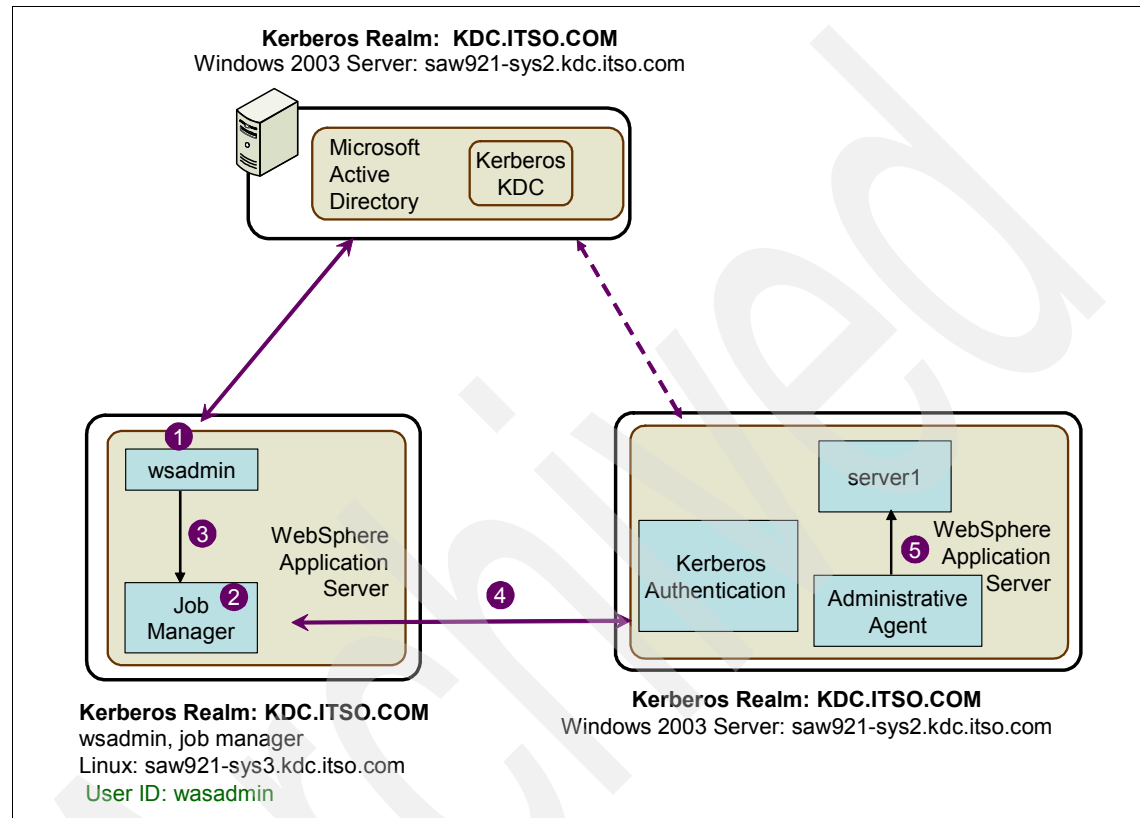 Kerberos Realm: KDC.ITSO.COM
Windows 2003 Server: saw921-sys2.kdc.itso.com
Microsoft
Active
Directory
Kerberos
KDC
1
wsadmin
3
WebSphere
Application
Server
Job
Manager
2
4
server1
Kerberos
Authentication
5
WebSphere
Application
Server
Administrative
Agent
Kerberos Realm: KDC.ITSO.COM
wsadmin, job manager
Linux: saw921-sys3.kdc.itso.com
User ID: wasadmin
Kerberos Realm: KDC.ITSO.COM
Windows 2003 Server: saw921-sys2.kdc.itso.com
Archived